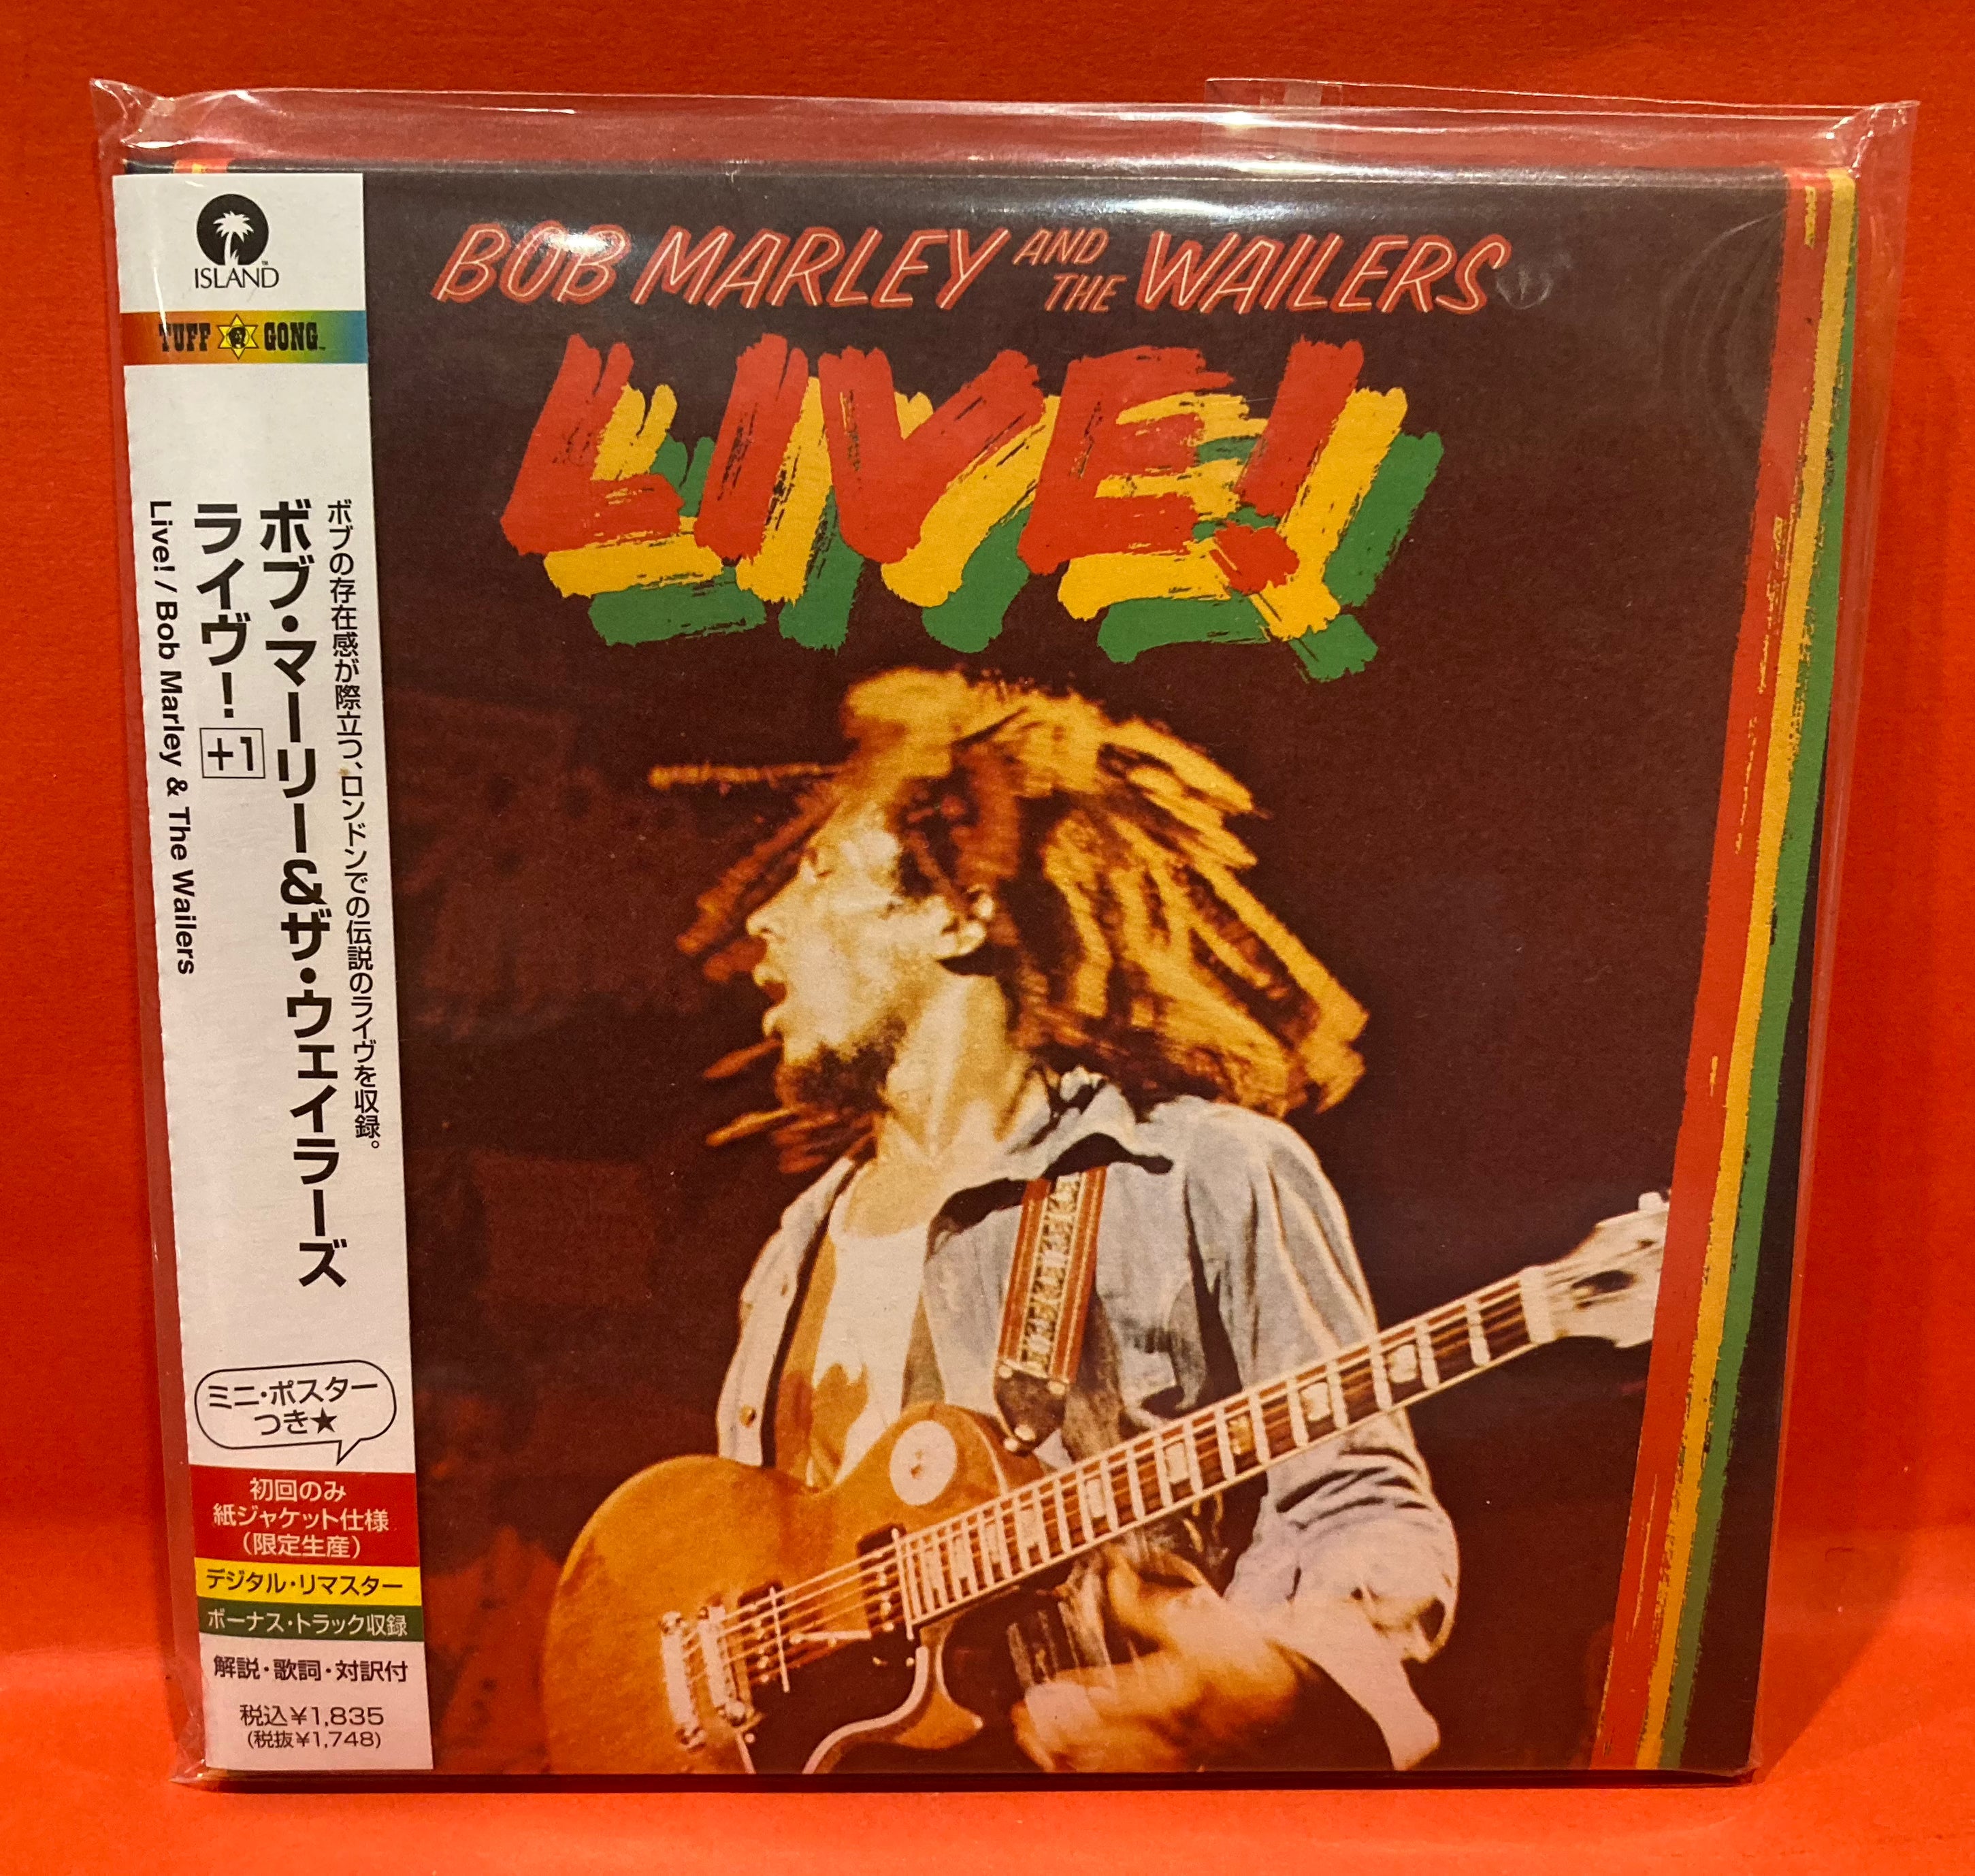 ISLAND
TUFF GONG
ボブの存在感が際立つ、ロンドンでの伝説のライヴを収録。
ボブ・マーリー&ザ・ウェイラーズ
ライヴ! +1
Live! / Bob Marley & The Wailers
ミニ・ポスター
つき★
初回のみ
紙ジャケット仕様
(限定生産)
デジタル・リマスター
ボーナス・トラック収録
解説・歌詞・対訳付
税込¥1,835
(税抜¥1,748)
BOB MARLEY AND THE WAILERS
LIVE!